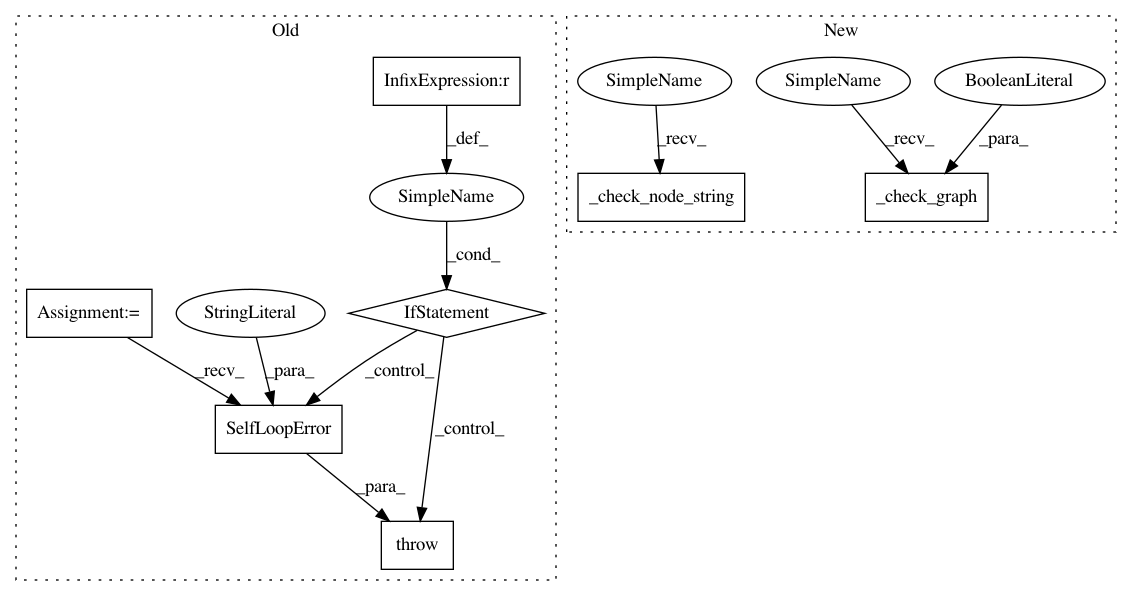 Old
New
InfixExpression:r
SimpleName
SimpleName
BooleanLiteral
_def_
_recv_
_recv_
_para_
SimpleName
_check_node_string
_check_graph
_cond_
Assignment:=
StringLiteral
IfStatement
_recv_
_para_
_control_
SelfLoopError
_control_
_para_
throw